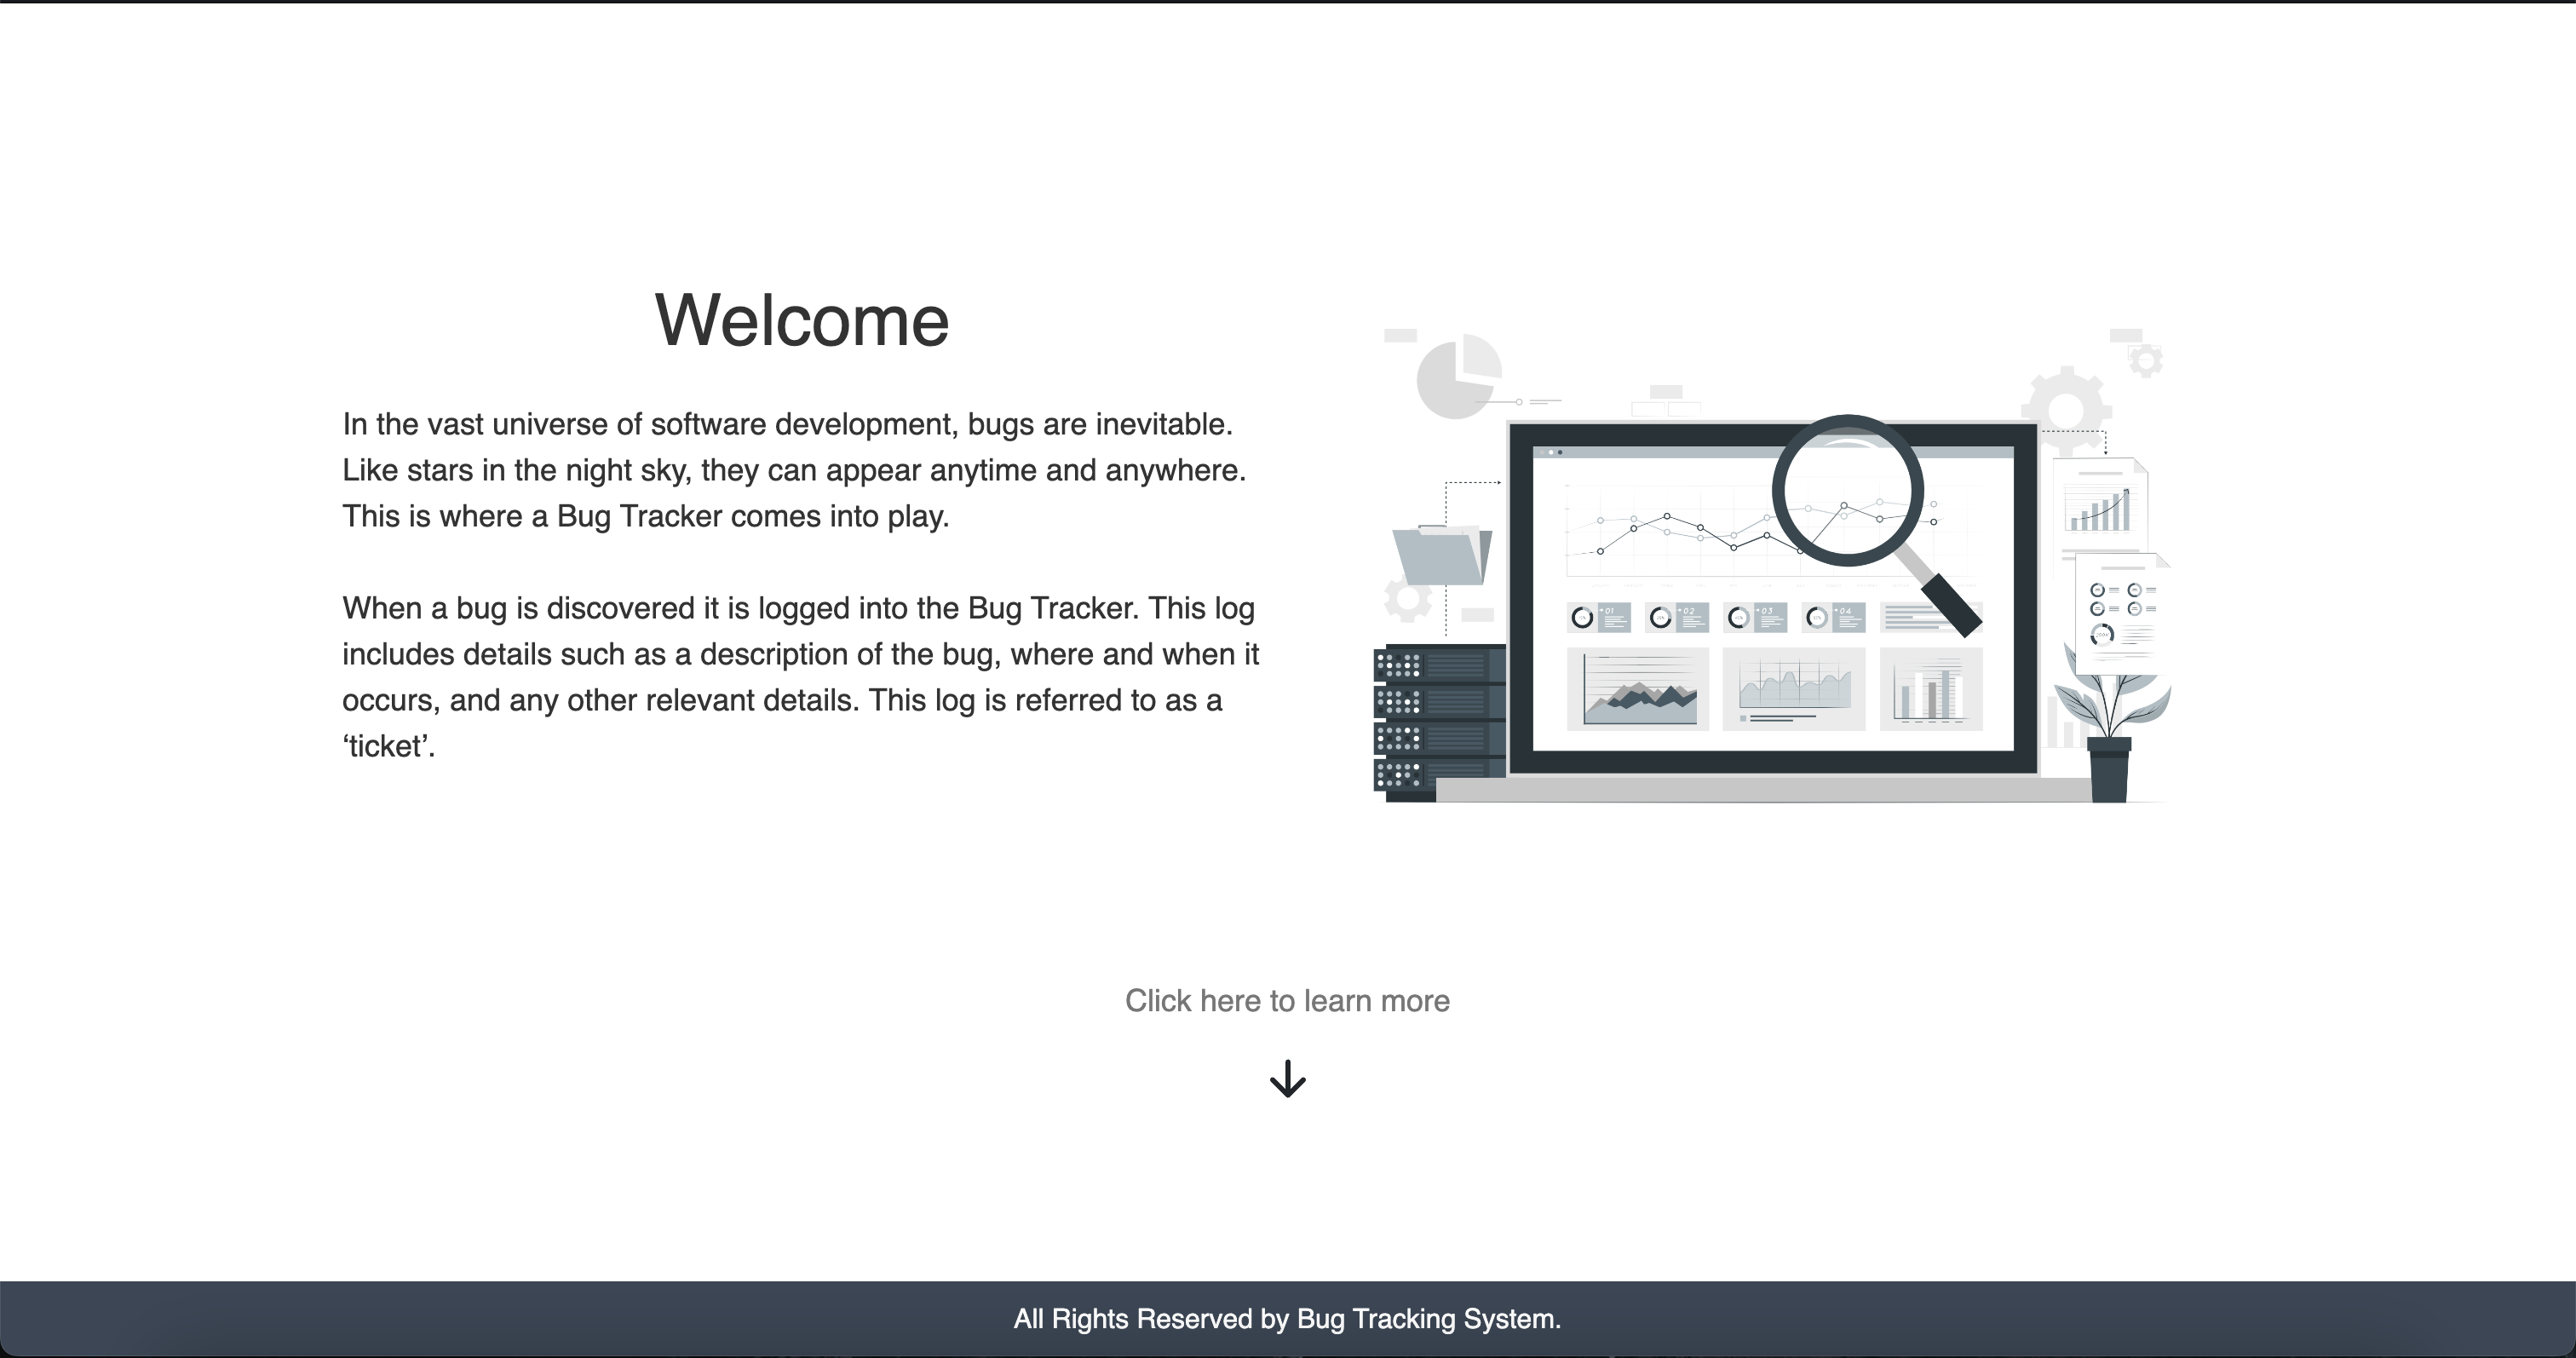 Welcome
In the vast universe of software development, bugs are inevitable.
Like stars in the night sky, they can appear anytime and anywhere.
This is where a Bug Tracker comes into play.
When a bug is discovered it is logged into the Bug Tracker. This log
includes details such as a description of the bug, where and when it
occurs, and any other relevant details. This log is referred to as a
‘ticket’.
01
02
03
04
Click here to learn more
All Rights Reserved by Bug Tracking System.